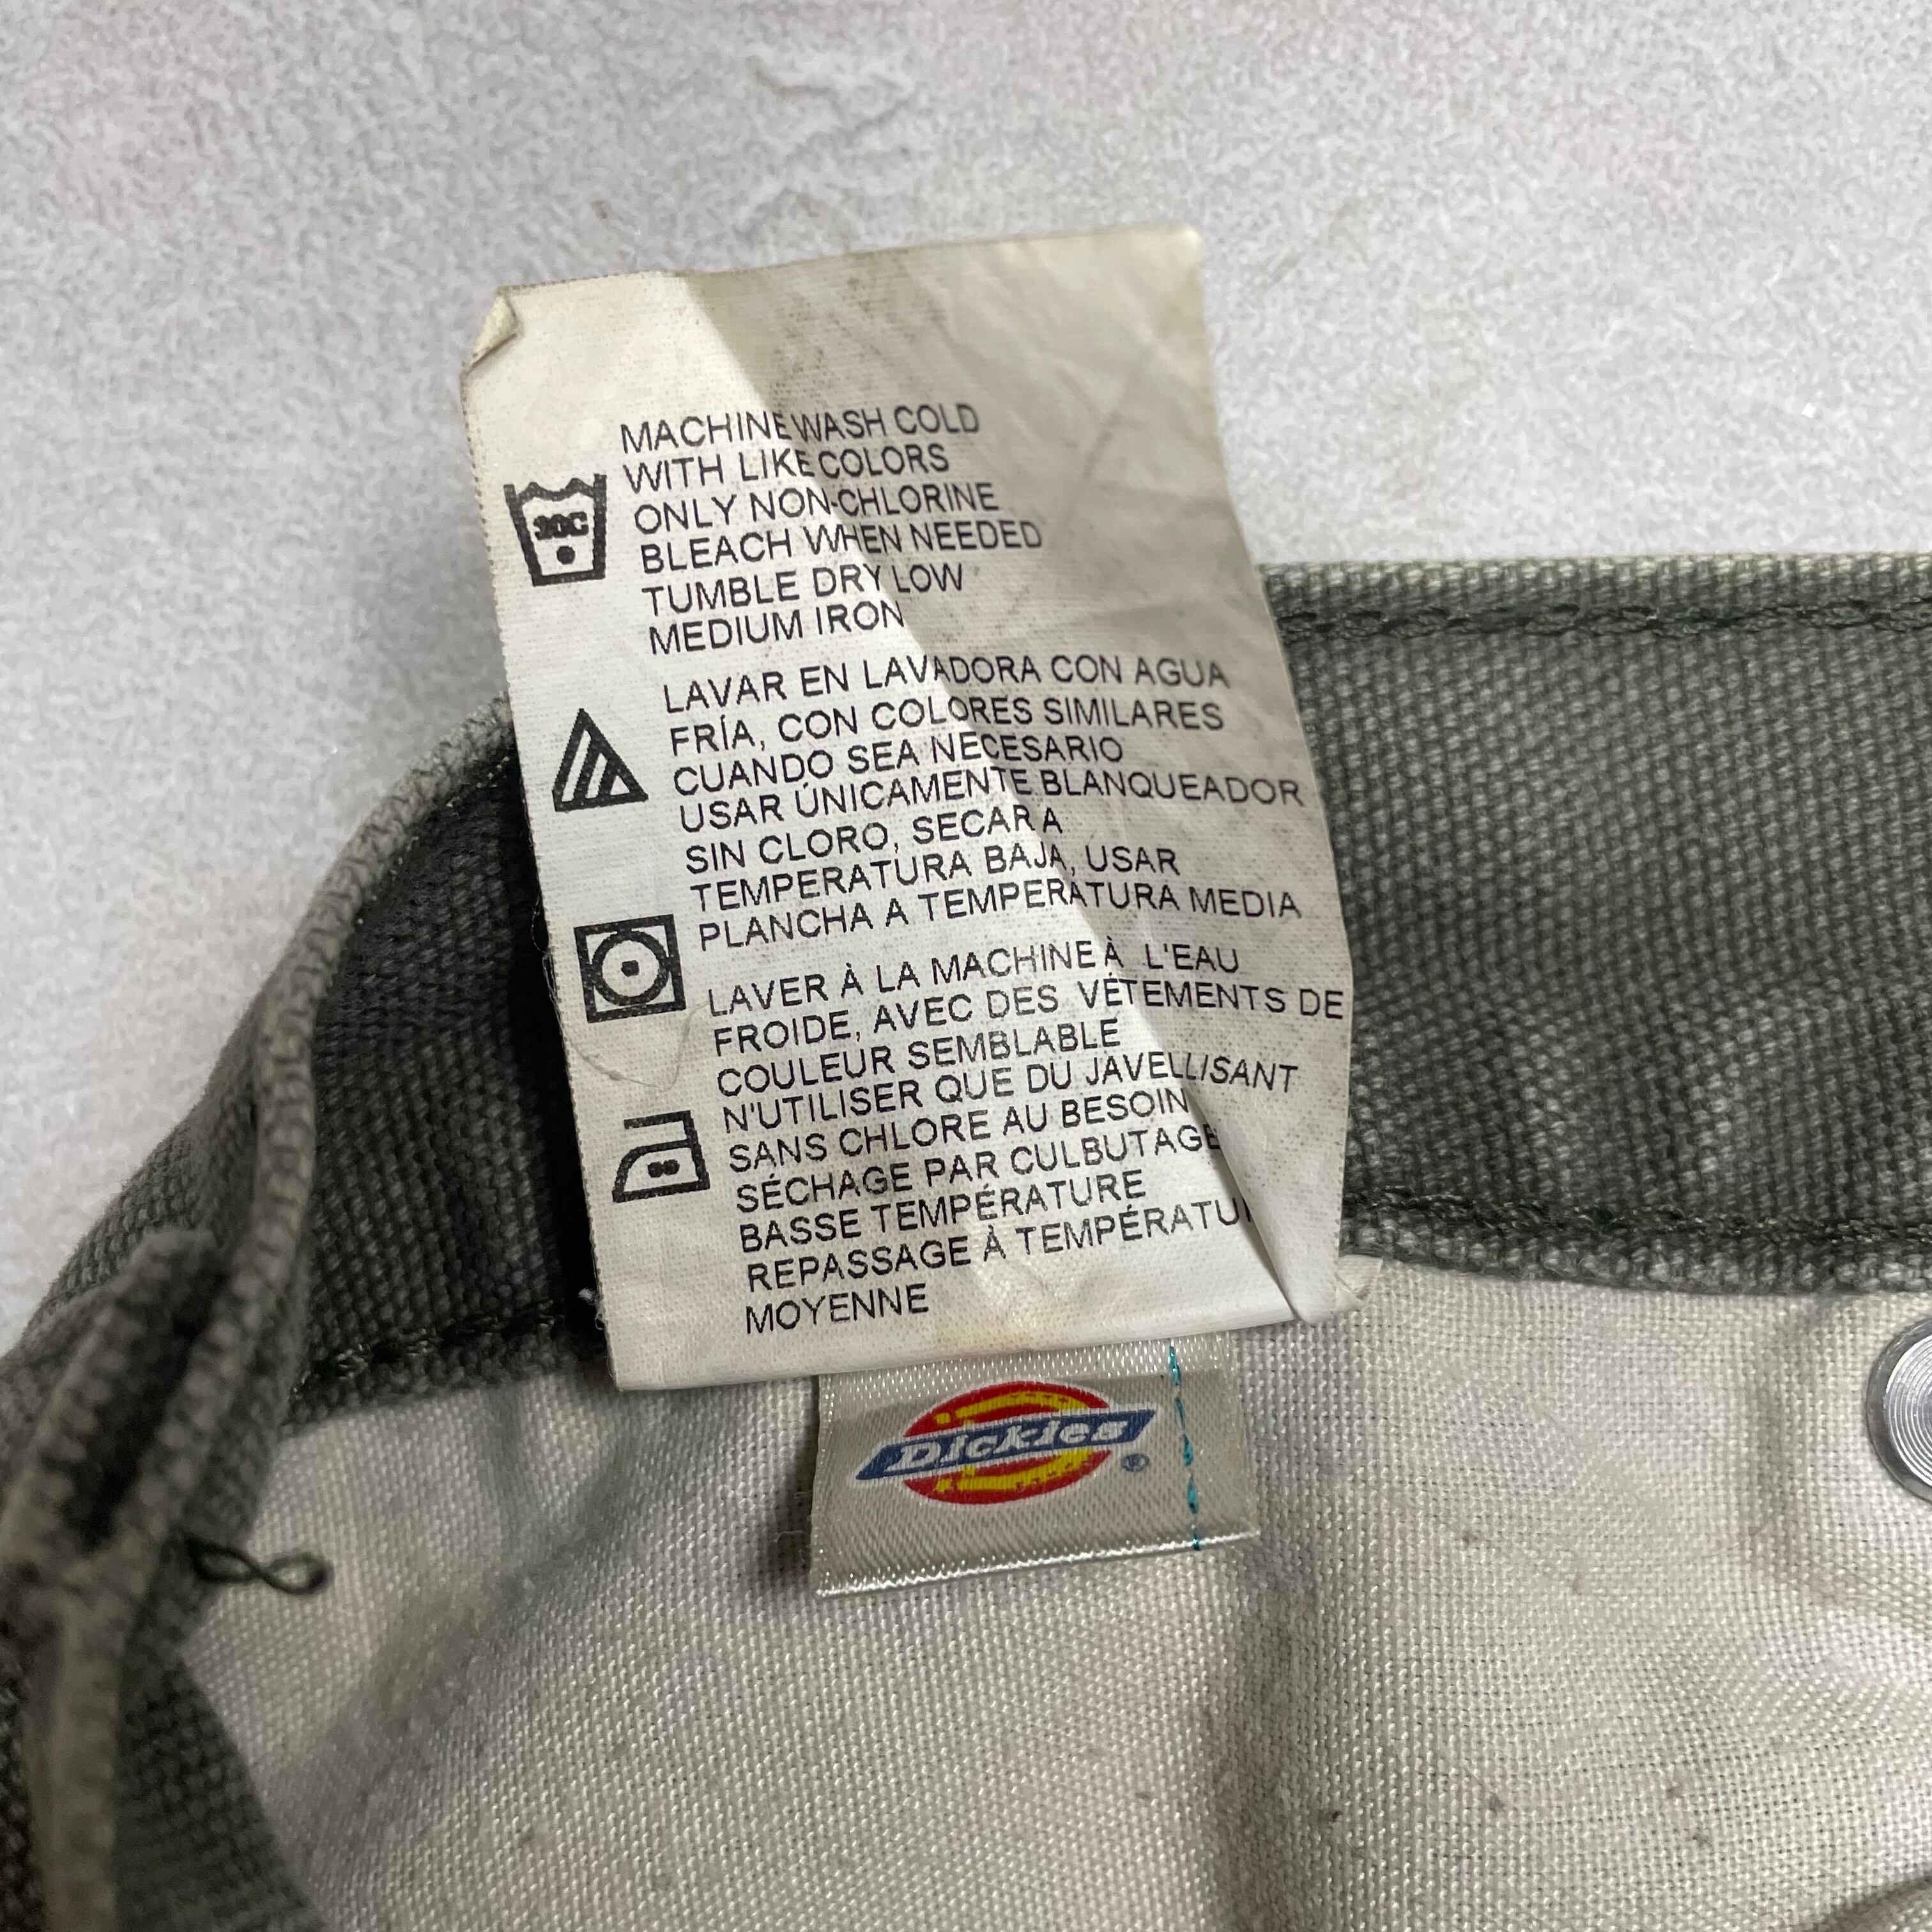 MACHINE WASH COLD
WITH LIKE COLORS
ONLY NON-CHLORINE
BLEACH WHEN NEEDED
TUMBLE DRY LOW
MEDIUM IRON
30C
LAVAR EN LAVADORA CON AGUA
FRÍA, CON COLORES SIMILARES
CUANDO SEA NECESARIO
USAR ÚNICAMENTE BLANQUEADOR
SIN CLORO, SECAR A
TEMPERATURA BAJA, USAR
PLANCHA A TEMPERATURA MEDIA
LAVER À LA MACHINE À L'EAU
FROIDE, AVEC DES VÊTEMENTS DE
COULEUR SEMBLABLE
N'UTILISER QUE DU JAVELLISANT
SANS CHLORE AU BESOIN
SÉCHAGE PAR CULBUTAGE
BASSE TEMPÉRATURE
REPASSAGE À TEMPÉRATU
MOYENNE
Dickies®